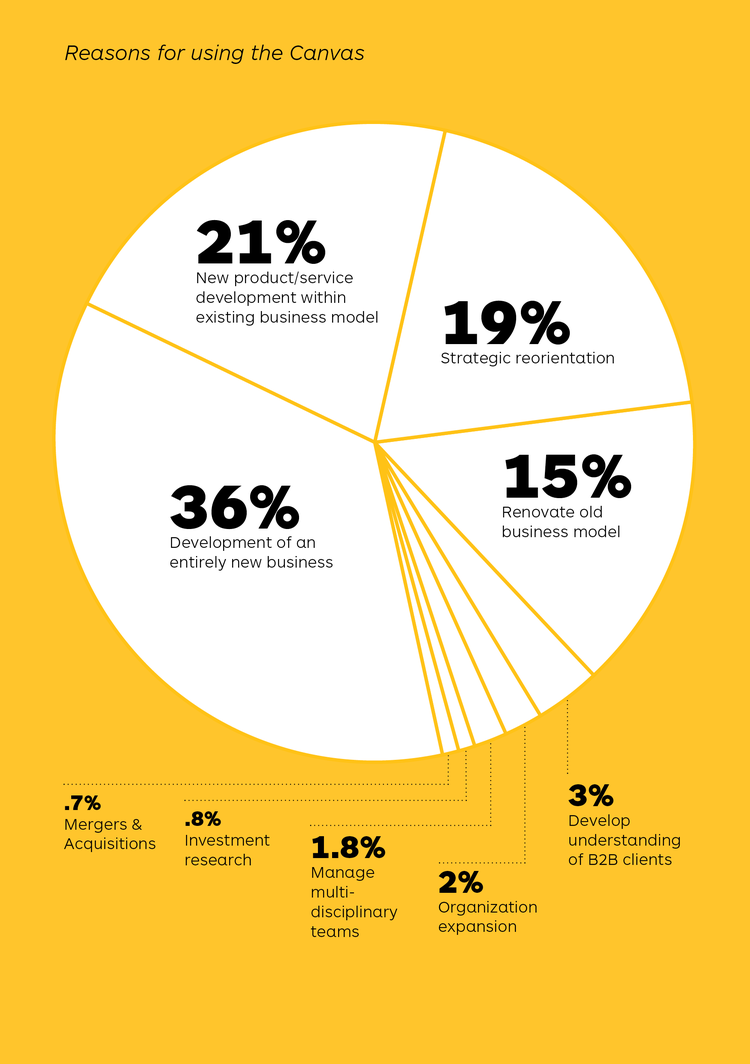 Reasons for using the Canvas
21%
New product/service
development within
existing business model
19%
Strategic reorientation
15%
Renovate old
business model
36%
Development of an
entirely new business
.7%
Mergers &
Acquisitions
.8%
Investment
research
1.8%
Manage
multi-
disciplinary
teams
2%
Organization
expansion
3%
Develop
understanding
of B2B clients